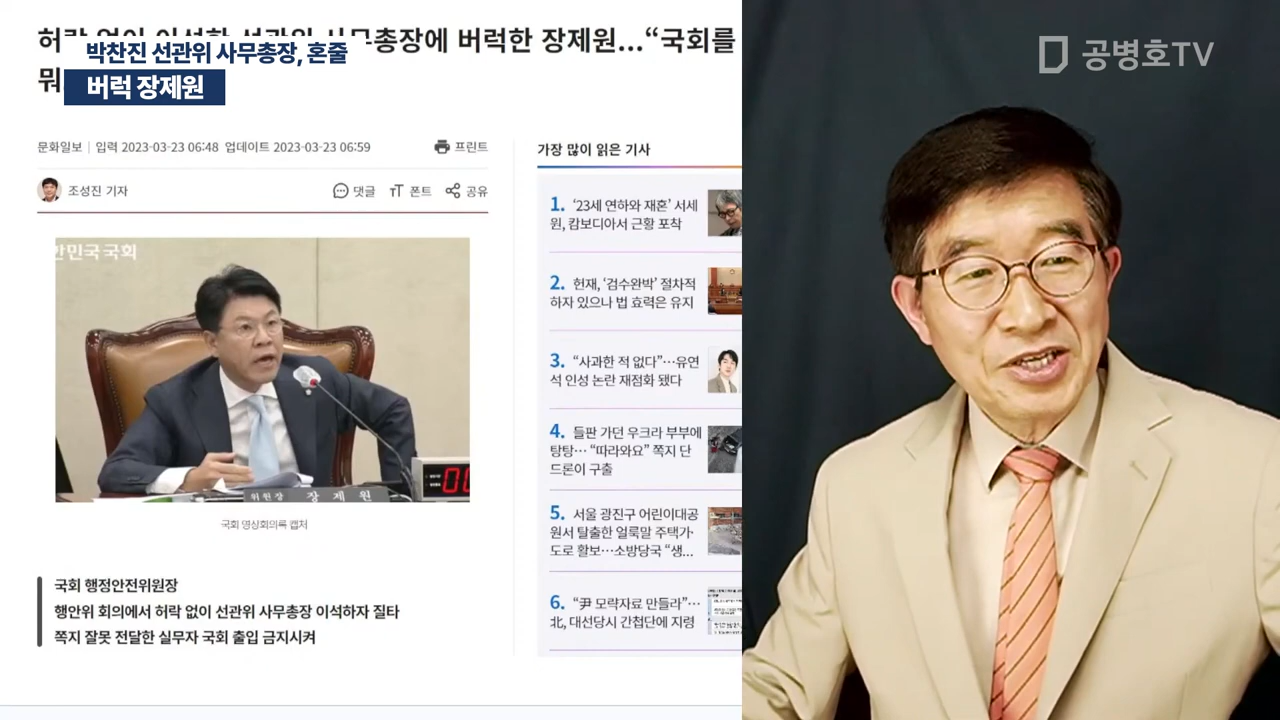 총장에 버럭한 장제원...“국회를
박찬진 선관위 사무총장, 혼줄
버럭 장제원
공병호TV
문화일보 | 입력 2023-03-23 06:48 업데이트 2023-03-23 06:59
프린트
조성진 기자
댓글 폰트 공유
한민국국회
위원장 장제원
국회 영상회의록 캡처
국회 행정안전위원장
행안위 회의에서 허락 없이 선관위 사무총장 이석하자 질타
쪽지 잘못 전달한 실무자 국회 출입 금지시켜
가장 많이 읽은 기사
1. ‘23세 연하와 재혼’ 서세
원, 캄보디아서 근황 포착
2. 헌재, ‘검수완박’ 절차적
하자 있으나 법 효력은 유지
3. “사과한 적 없다”…유연
석 인성 논란 재점화 됐다
4. 들판 가던 우크라 부부에
탕탕… “따라와요” 쪽지 단
드론이 구출
5. 서울 광진구 어린이대공
원서 탈출한 얼룩말 주택가·
도로 활보…소방당국 “생...
6. “尹 모략자료 만들라”…
北, 대선당시 간첩단에 지령